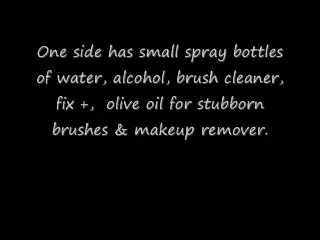 One side has small spray bottles
of water, alcohol, brush cleaner,
fix +, olive oil for stubborn
brushes & makeup remover.